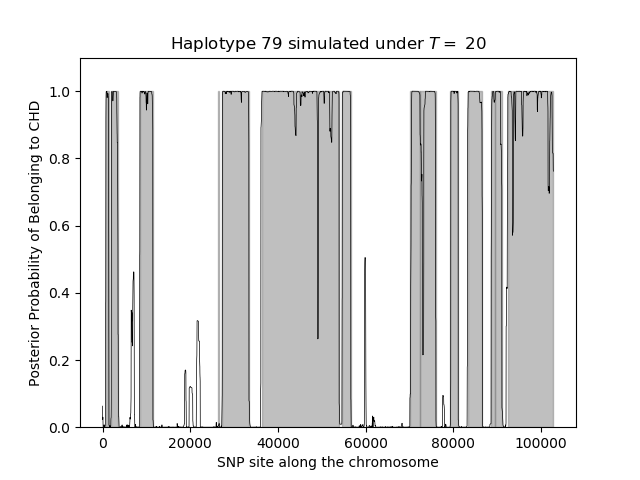 Haplotype 79 simulated under T = 20
Posterior Probability of Belonging to CHD
1.0
0.8
0.6
0.4
0.2
0.0
0 20000 40000 60000 80000 100000
SNP site along the chromosome